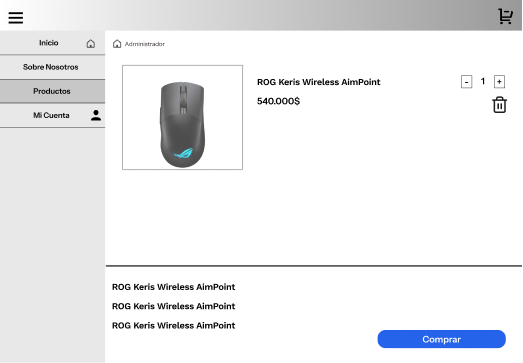 Inicio
Sobre Nosotros
Productos
Mi Cuenta
Administrador
ROG Keris Wireless AimPoint
- 1 +
540.000$
ROG Keris Wireless AimPoint
ROG Keris Wireless AimPoint
ROG Keris Wireless AimPoint
Comprar